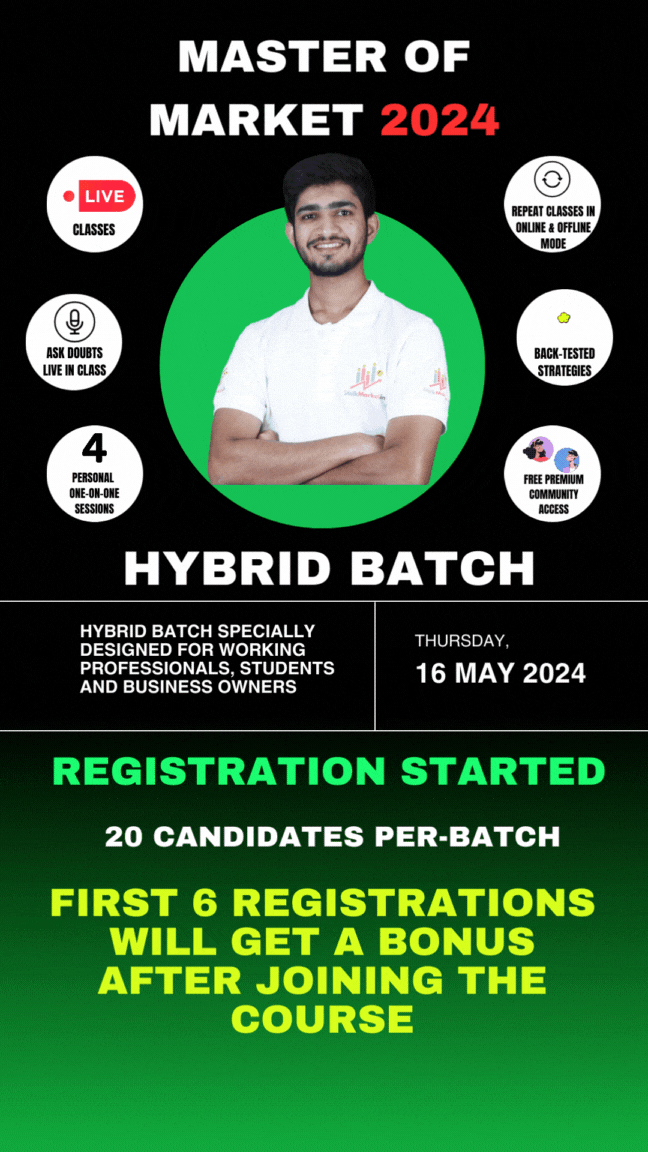 MASTER OF
MARKET 2024
LIVE
CLASSES
REPEAT CLASSES IN
ONLINE & OFFLINE
MODE
ASK DOUBTS
LIVE IN CLASS
BACK-TESTED
STRATEGIES
4
PERSONAL
ONE-ON-ONE
SESSIONS
FREE PREMIUM
COMMUNITY
ACCESS
HYBRID BATCH
HYBRID BATCH SPECIALLY
DESIGNED FOR WORKING
PROFESSIONALS, STUDENTS
AND BUSINESS OWNERS
THURSDAY,
16 MAY 2024
REGISTRATION STARTED
20 CANDIDATES PER-BATCH
FIRST 6 REGISTRATIONS
WILL GET A BONUS
AFTER JOINING THE
COURSE